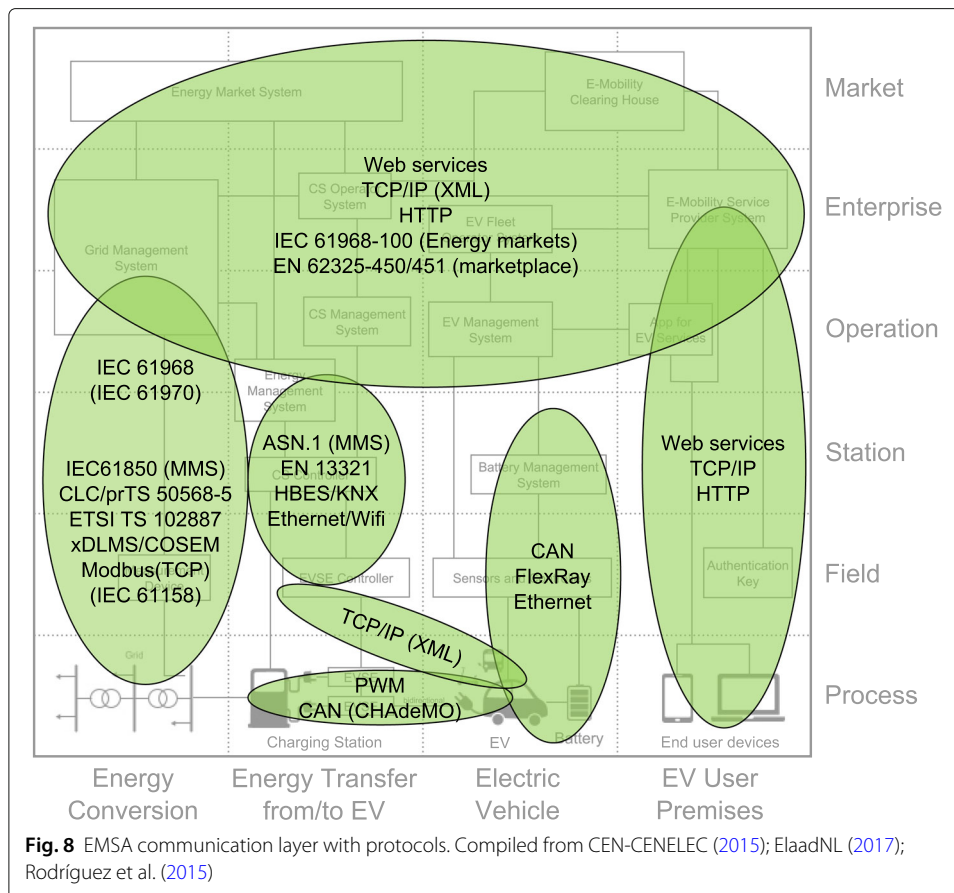 Energy Market System
E-Mobility
Clearing House
Market
Web services
TCP/IP (XML)
HTTP
IEC 61968-100 (Energy markets)
EN 62325-450/451 (marketplace)
CS Operator
System
EV Fleet
E-Mobility Service
Provider System
Enterprise
Grid Management
System
CS Management
System
EV Management
System
App for
EV Services
Operation
IEC 61968
(IEC 61970)
IEC61850 (MMS)
CLC/prTS 50568-5
ETSI TS 102887
xDLMS/COSEM
Modbus(TCP)
(IEC 61158)
Device
Energy
Management
System
ASN.1 (MMS)
EN 13321
HBES/KNX
Ethernet/Wifi
CS Controller
Battery Management
System
Web services
TCP/IP
HTTP
Station
EVSE Controller
Sensors and
CAN
FlexRay
Ethernet
Authentication
Key
Field
TCP/IP (XML)
Grid
EVSE
PWM
CAN (CHAdeMO)
Charging Station
EV
Battery
End user devices
Process
Energy
Conversion
Energy Transfer
from/to EV
Electric
Vehicle
EV User
Premises
Fig. 8 EMSA communication layer with protocols. Compiled from CEN-CENELEC (2015); ElaadNL (2017);
Rodríguez et al. (2015)